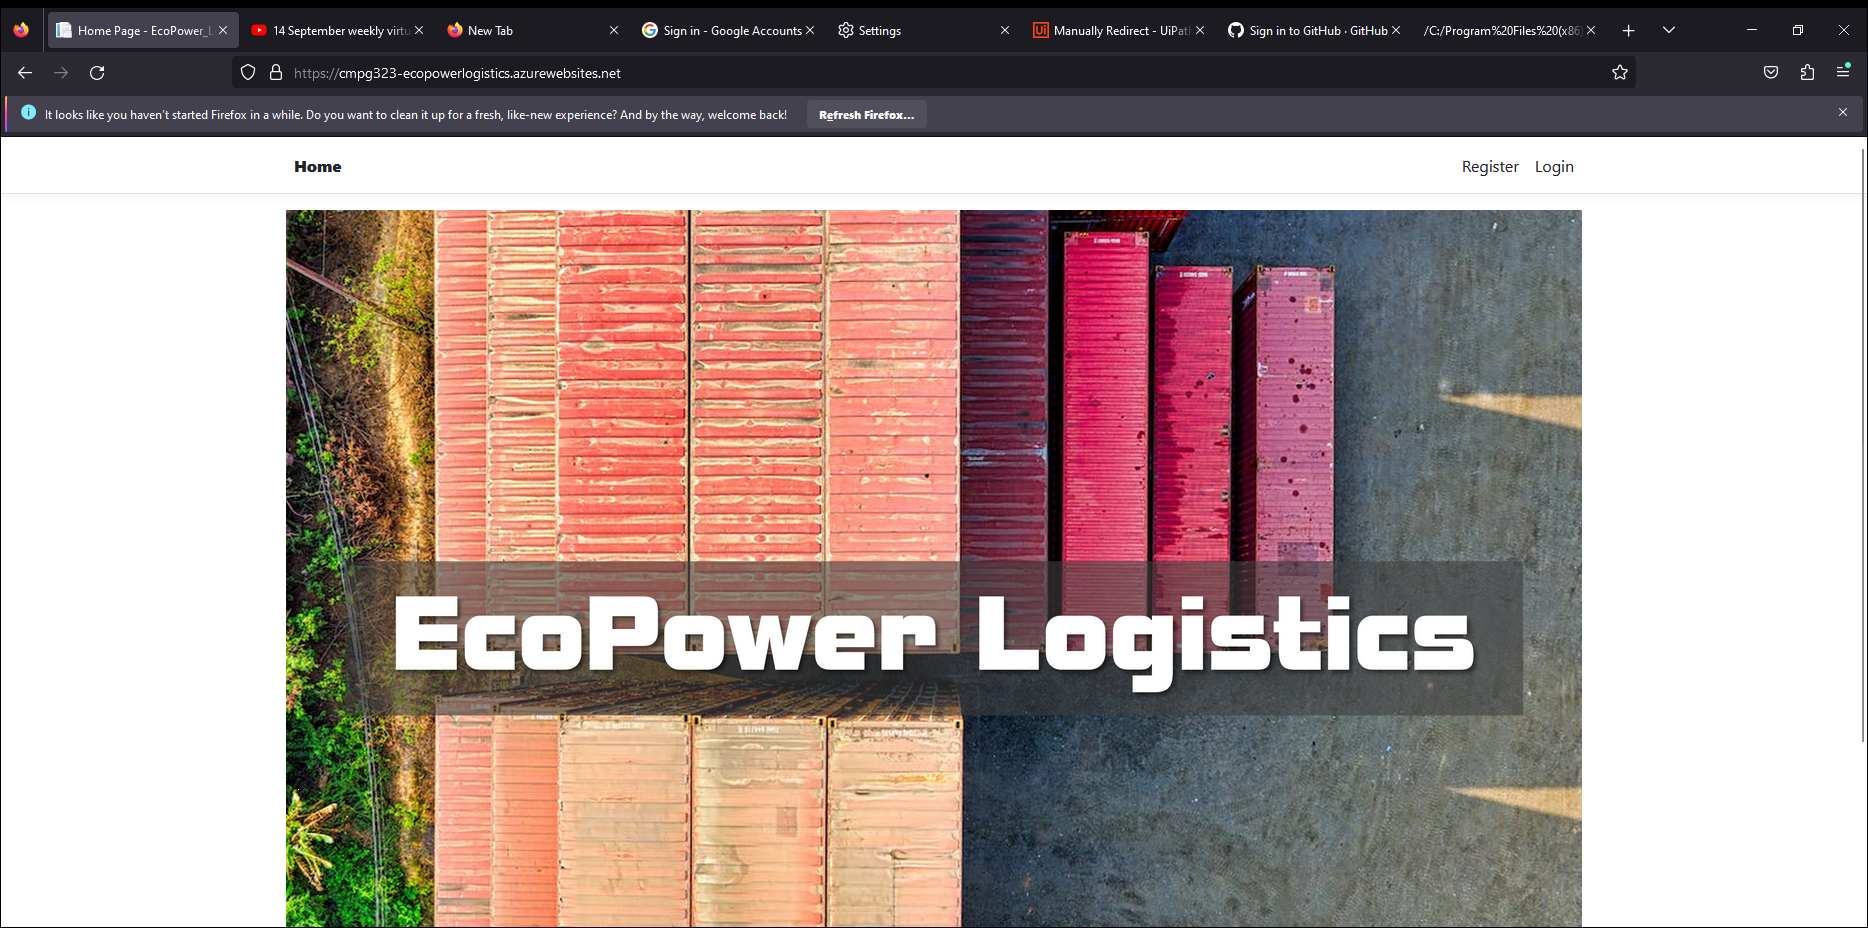 Home Page - EcoPower_L
14 September weekly virtu
New Tab
Sign in - Google Accounts
Settings
Manually Redirect - UiPath
Sign in to GitHub · GitHub
/C:/Program%20Files%20(x86)
https://cmpg323-ecopowerlogistics.azurewebsites.net
It looks like you haven't started Firefox in a while. Do you want to clean it up for a fresh, like-new experience? And by the way, welcome back!
Refresh Firefox...
Home
Register
Login
EcoPower Logistics